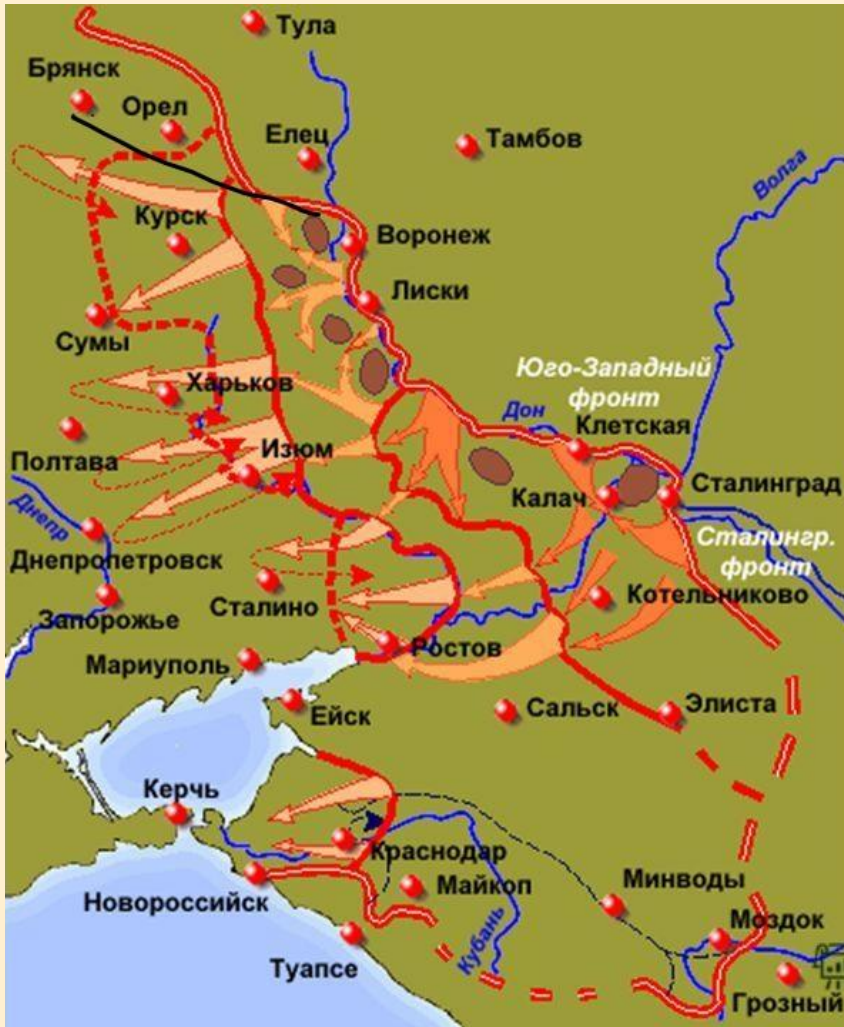 Тула
Брянск
Орел
Елец
Тамбов
Волга
Курск
Воронеж
Лиски
Сумы
Юго-Западный
фронт
Харьков
Дон
Клетская
Полтава
Изюм
Калач
Сталинград
Днепр
Днепропетровск
Сталингр.
фронт
Сталино
Котельниково
Запорожье
Ростов
Мариуполь
Ейск
Сальск
Элиста
Керчь
Краснодар
Майкоп
Минводы
Новороссийск
Моздок
Туапсе
Кубань
Грозный